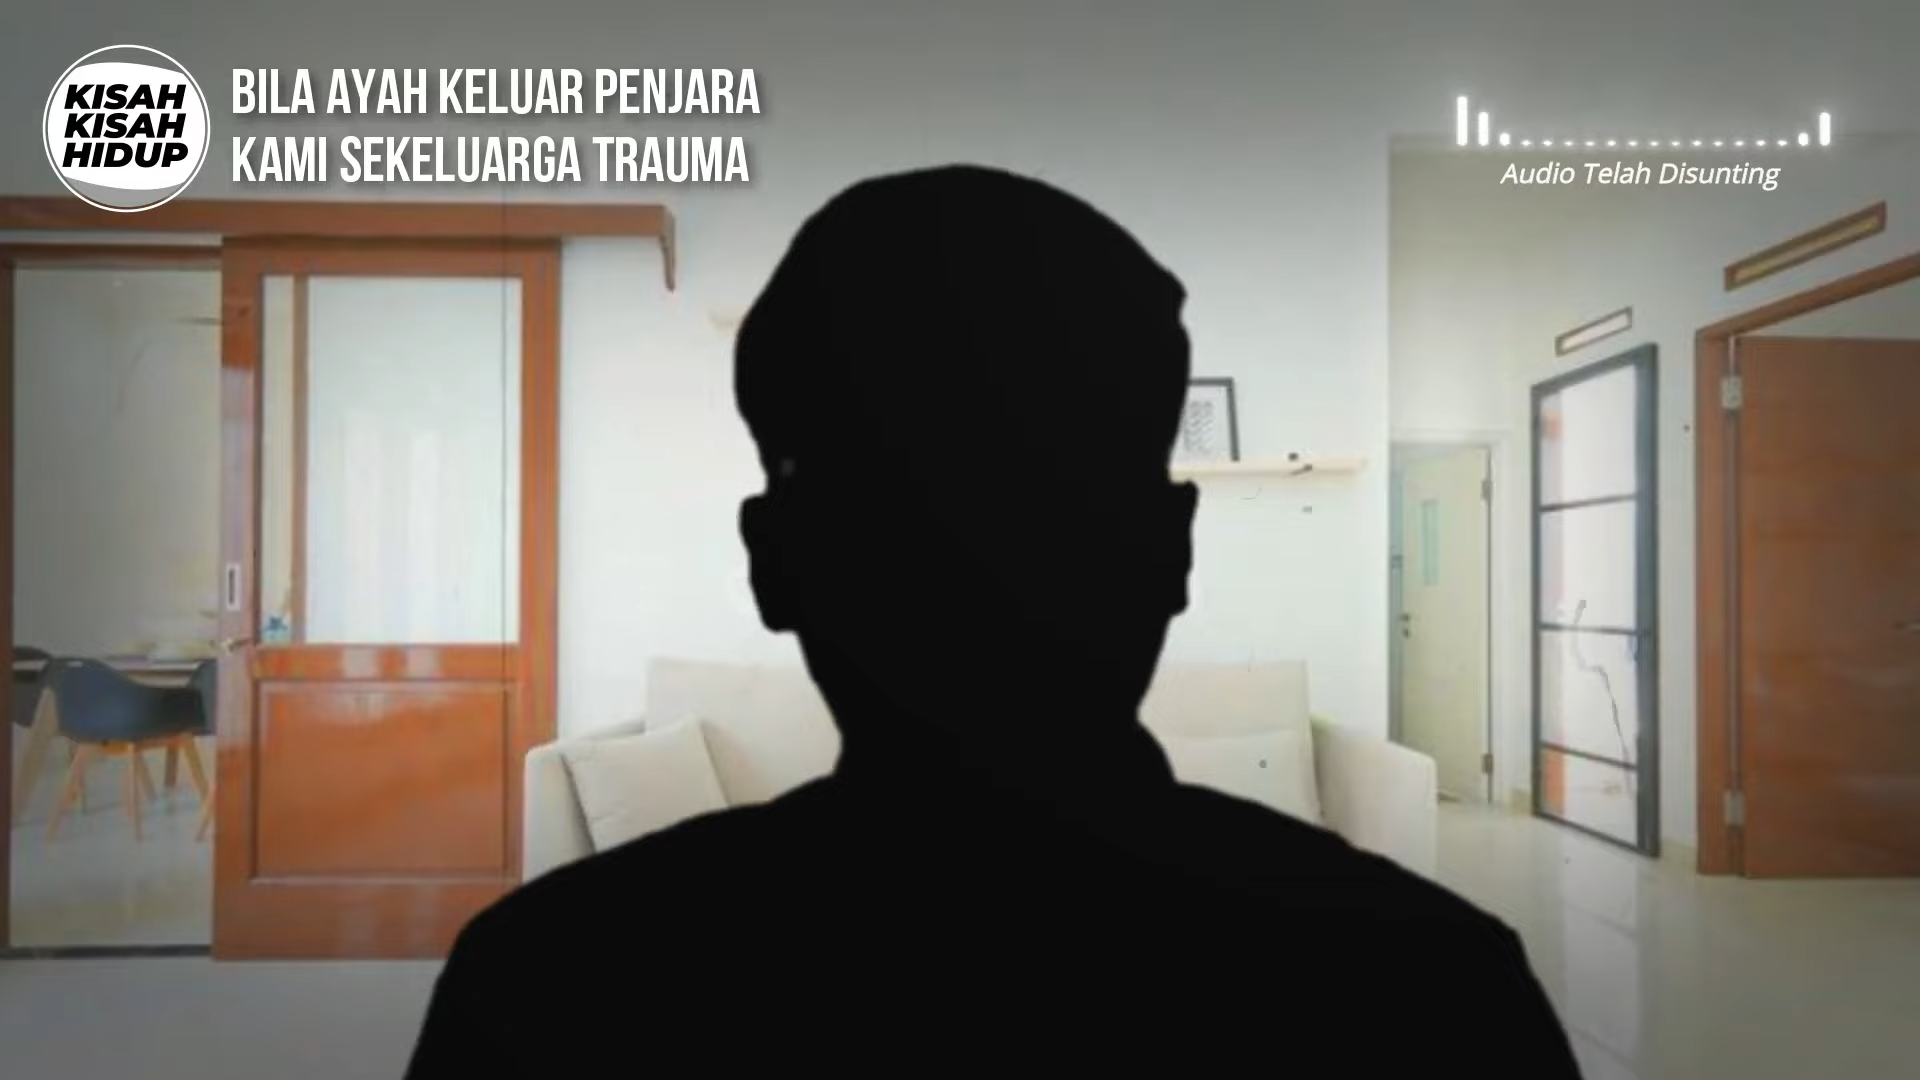 KISAH
KISAH
HIDUP
BILA AYAH KELUAR PENJARA
KAMI SEKELUARGA TRAUMA
Audio Telah Disunting